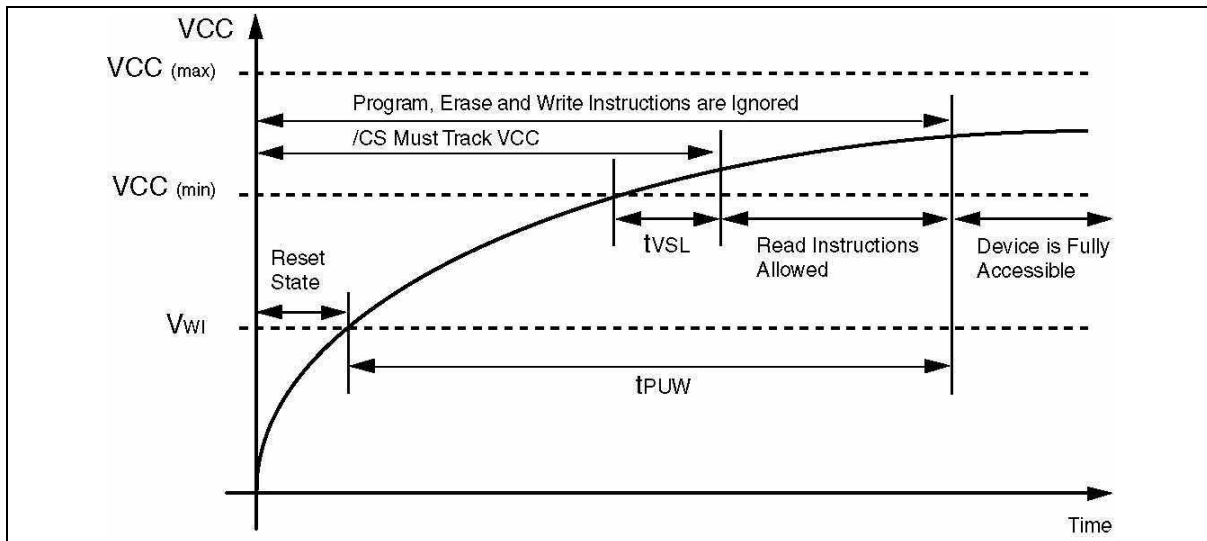 VCC
VCC (max)
Program, Erase and Write Instructions are Ignored
/CS Must Track VCC
VCC (min)
tVSL
Read Instructions
Allowed
Device is Fully
Accessible
Reset
State
VWI
tPUW
Time